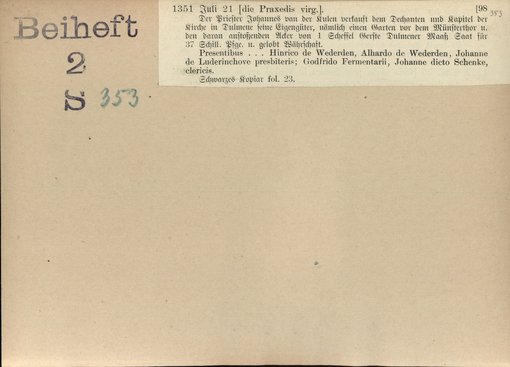 Beiheft
2
S 353
1351 Juli 21 [die Praxedis virg.]. [98
353
Der Priester Johannes van der Kulen verkauft dem Dechanten und Kapitel der
Kirche in Dulmene seine Eigengüter, nämlich einen Garten vor dem Münsterthor u.
den daran anstoßenden Acker von 1 Scheffel Gerste Dulmener Maaß Saat für
37 Schill. Pfge. u. gelobt Währschaft.
Presentibus . . . Hinrico de Wederden, Alhardo de Wederden, Johanne
de Luderinchove presbiteris; Godfrido Fermentarii, Johanne dicto Schenke,
clericis.
Schwarzes Kopiar fol. 23.